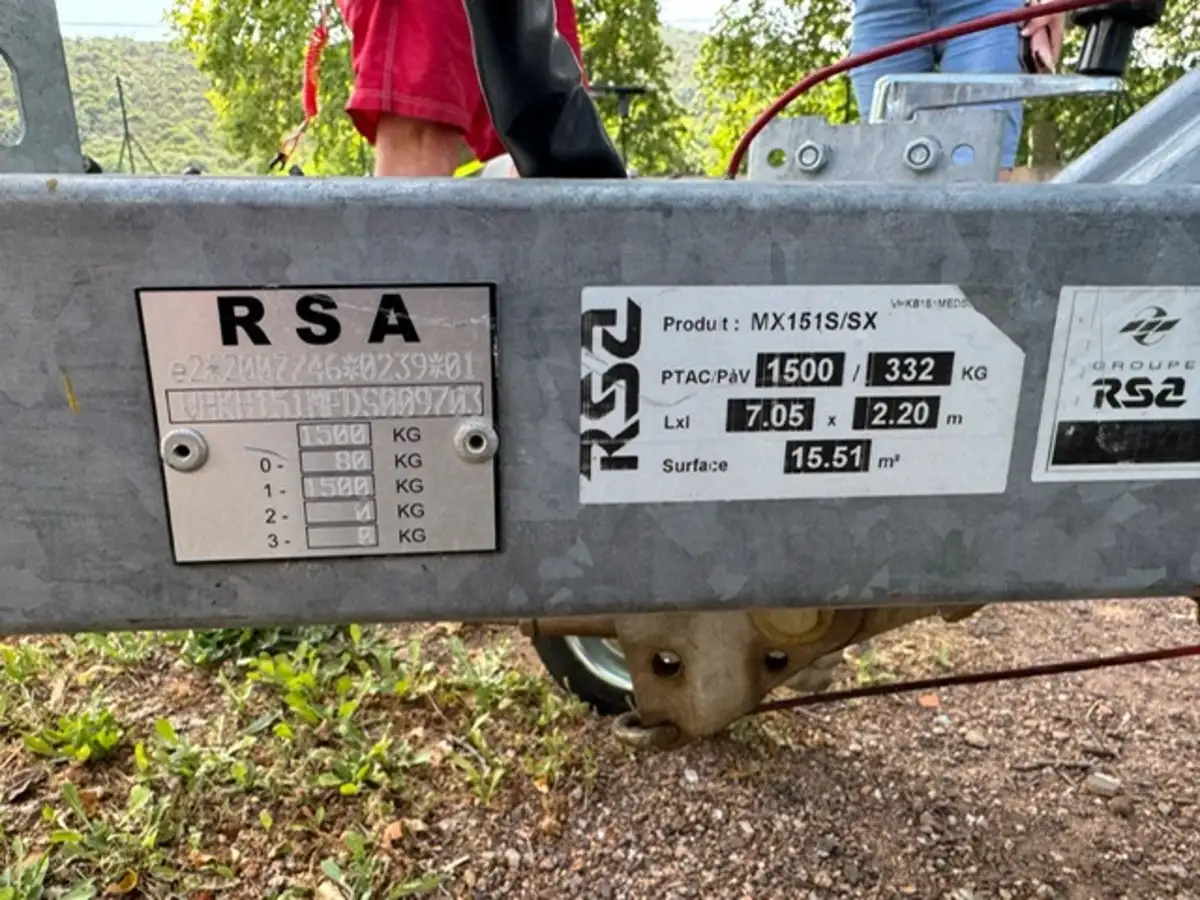 RSA
e2*2007/46*0239*01
1500 KG
0- 80 KG
1- 1500 KG
2- 0 KG
3- 0 KG
RSA
Produit : MX151S/SX
PTAC/PàV 1500 / 332 KG
Lxl 7.05 x 2.20 m
Surface 15.51 m²
GROUPE
RSA